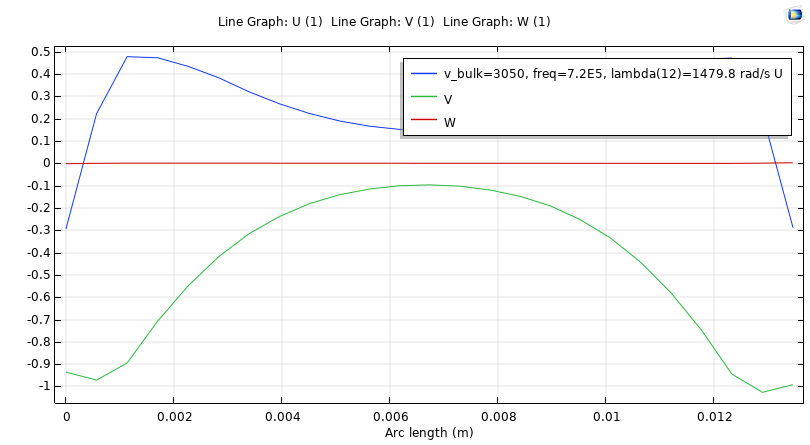 Line Graph: U (1)  Line Graph: V (1)  Line Graph: W (1)
v_bulk=3050, freq=7.2E5, lambda(12)=1479.8 rad/s U
V
W
0.5
0.4
0.3
0.2
0.1
0
-0.1
-0.2
-0.3
-0.4
-0.5
-0.6
-0.7
-0.8
-0.9
-1
0 0.002 0.004 0.006 0.008 0.01 0.012
Arc length (m)